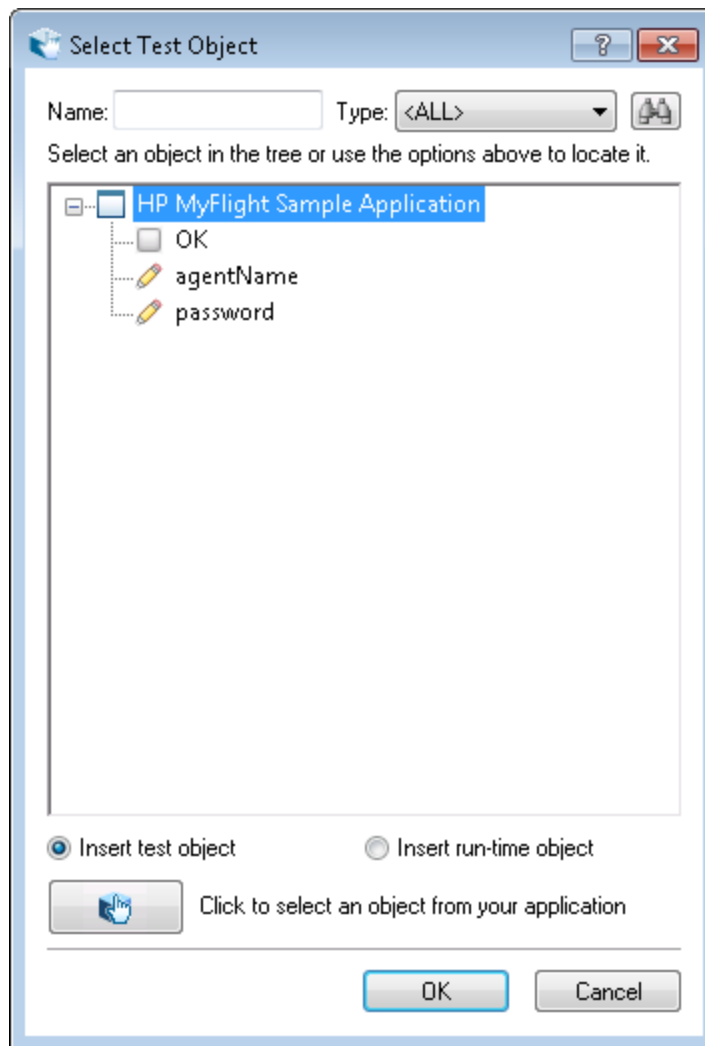 Select Test Object
Name: Type: <ALL>
Select an object in the tree or use the options above to locate it.
HP MyFlight Sample Application
OK
agentName
password
Insert test object Insert run-time object
Click to select an object from your application
OK Cancel